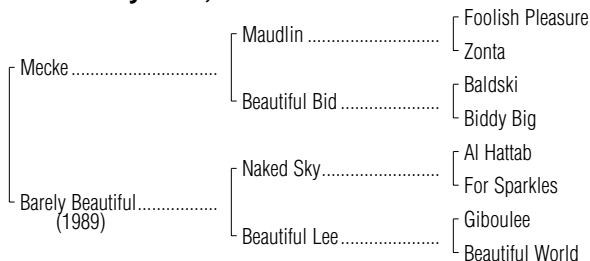 Foolish Pleasure
Maudlin ..............................
Zonta
Mecke ................................
Baldski
Beautiful Bid ......................
Biddy Big
Al Hattab
Naked Sky..........................
For Sparkles
Barely Beautiful.................
(1989)
Giboulee
Beautiful Lee......................
Beautiful World